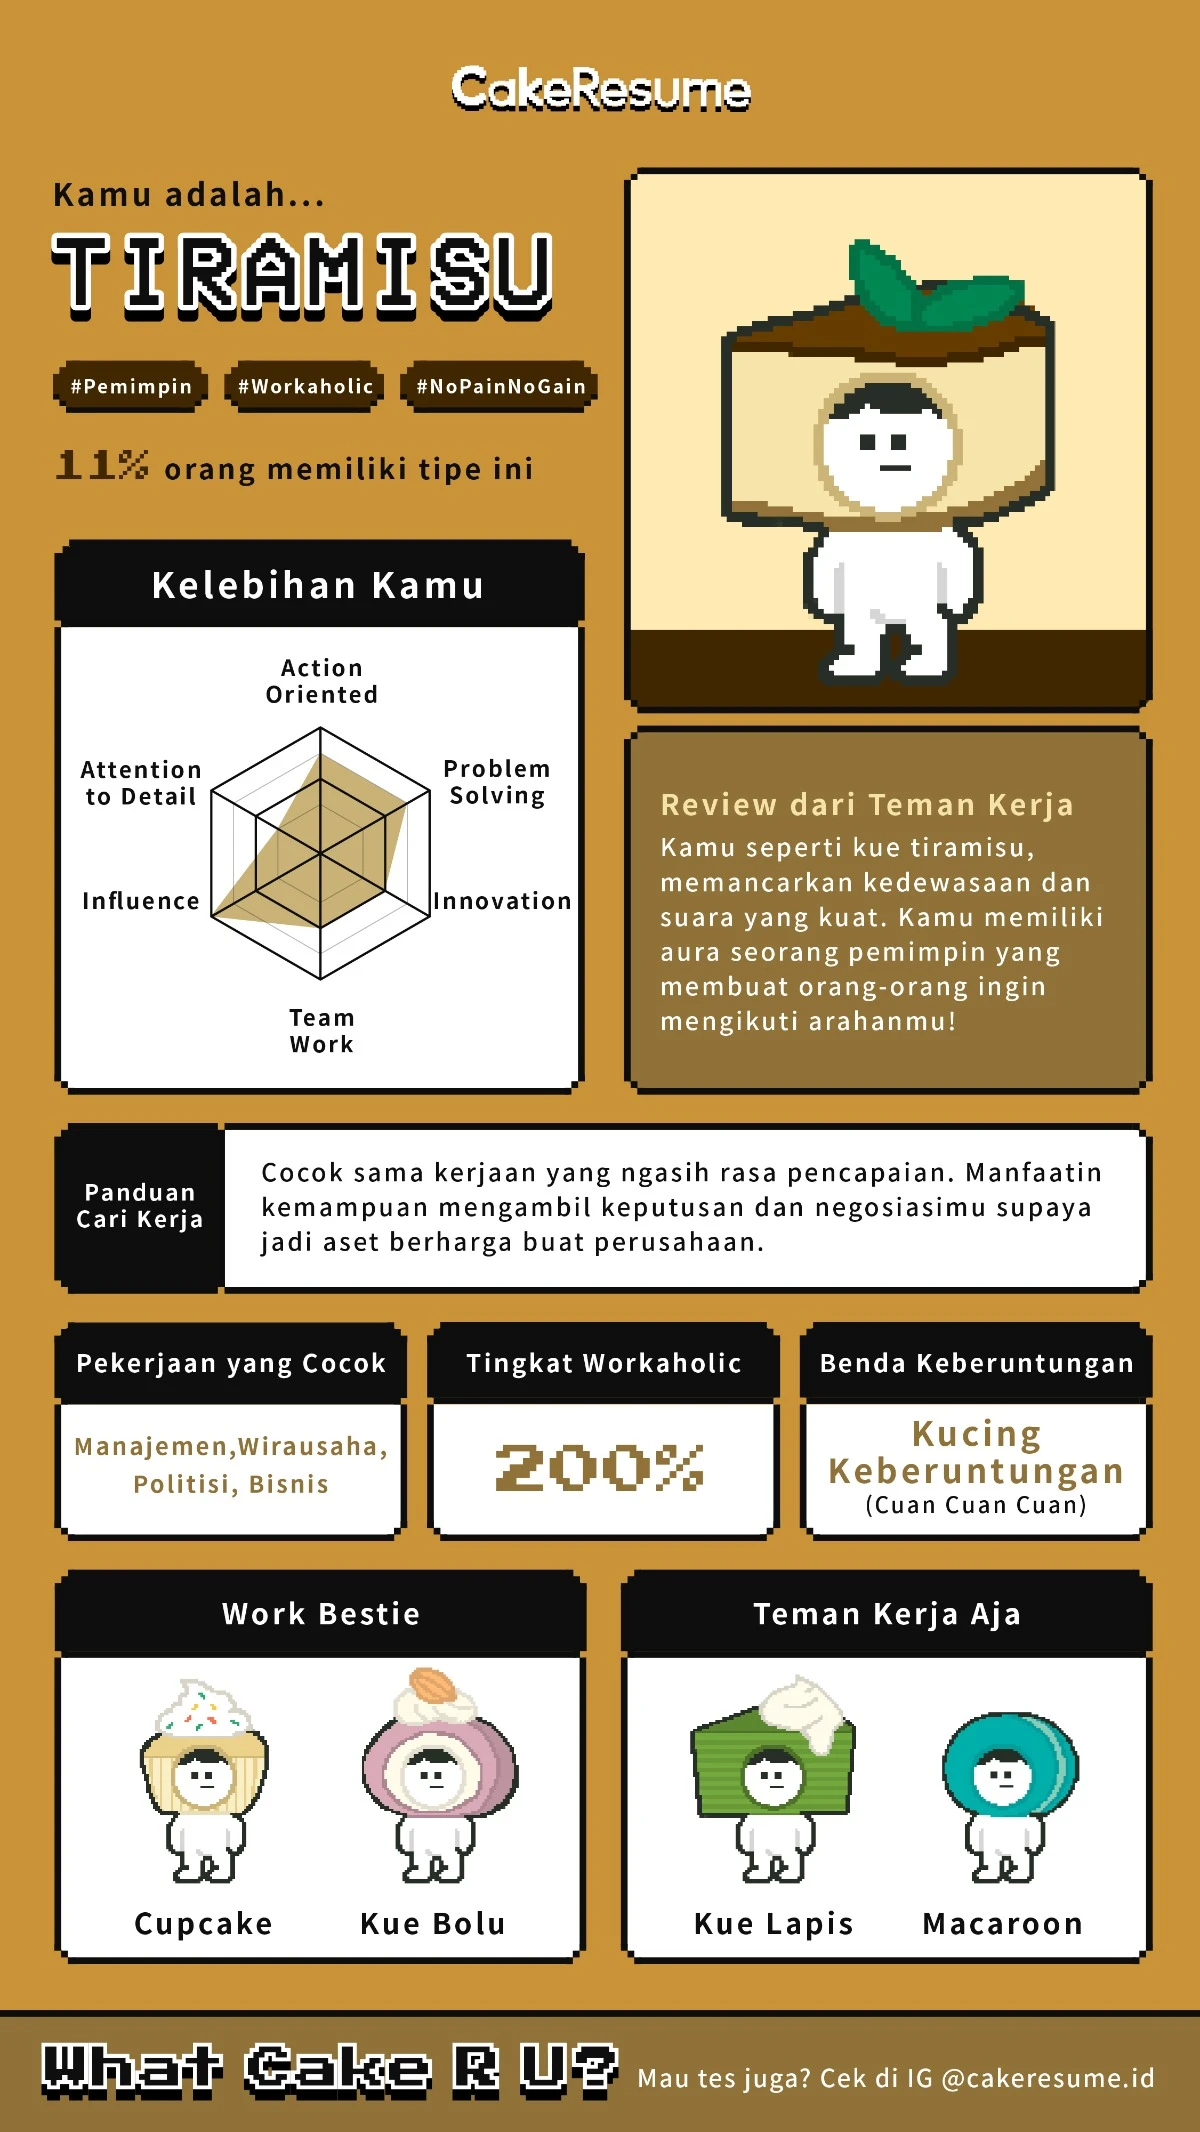 CakeResume
Kamu adalah...
TIRAMISU
#Pemimpin #Workaholic #NoPainNoGain
11% orang memiliki tipe ini
Kelebihan Kamu
Action
Oriented
Attention
to Detail
Problem
Solving
Influence
Innovation
Team
Work
Review dari Teman Kerja
Kamu seperti kue tiramisu,
memancarkan kedewasaan dan
suara yang kuat. Kamu memiliki
aura seorang pemimpin yang
membuat orang-orang ingin
mengikuti arahanmu!
Panduan
Cari Kerja
Cocok sama kerjaan yang ngasih rasa pencapaian. Manfaatin
kemampuan mengambil keputusan dan negosiasimu supaya
jadi aset berharga buat perusahaan.
Pekerjaan yang Cocok
Manajemen,Wirausaha,
Politisi, Bisnis
Tingkat Workaholic
200%
Benda Keberuntungan
Kucing
Keberuntungan
(Cuan Cuan Cuan)
Work Bestie
Cupcake
Kue Bolu
Teman Kerja Aja
Kue Lapis
Macaroon
What Cake R U?
Mau tes juga? Cek di IG @cakeresume.id